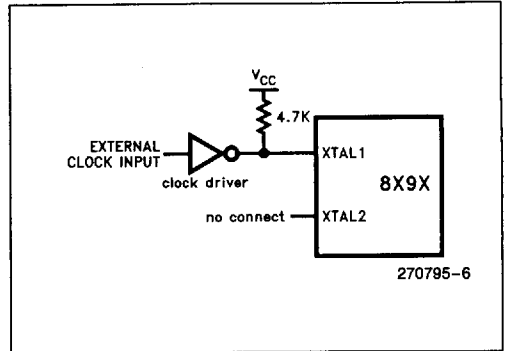 VCC
4.7K
EXTERNAL
CLOCK INPUT
clock driver
XTAL1
8X9X
no connect
XTAL2
270795-6